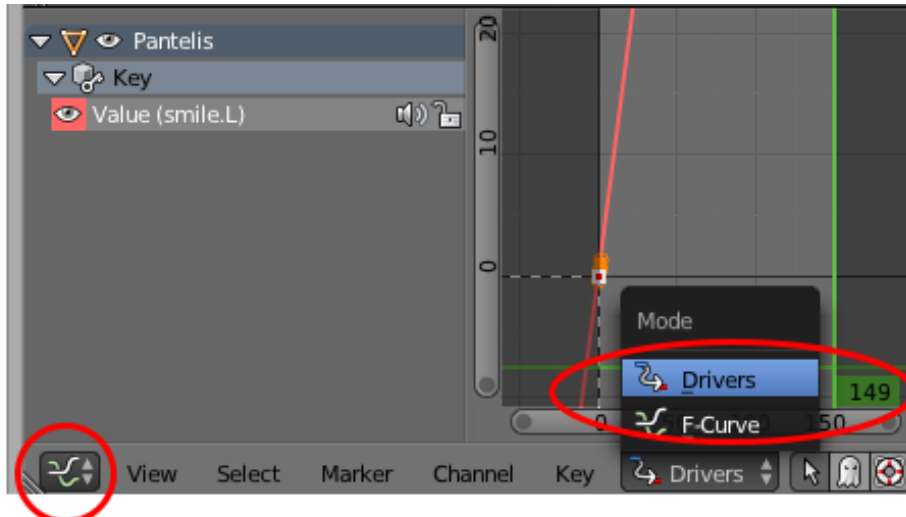 Pantelis
Key
Value (smile.L)
20
10
0
Mode
Drivers
F-Curve
149
0
150
View Select Marker Channel Key Drivers